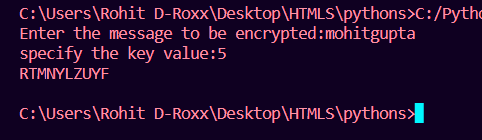 C:\Users\Rohit D-Roxx\Desktop\HTMLS\pythons>C:/Pytho
Enter the message to be encrypted:mohitgupta
specify the key value:5
RTMNYLZUYF
C:\Users\Rohit D-Roxx\Desktop\HTMLS\pythons>